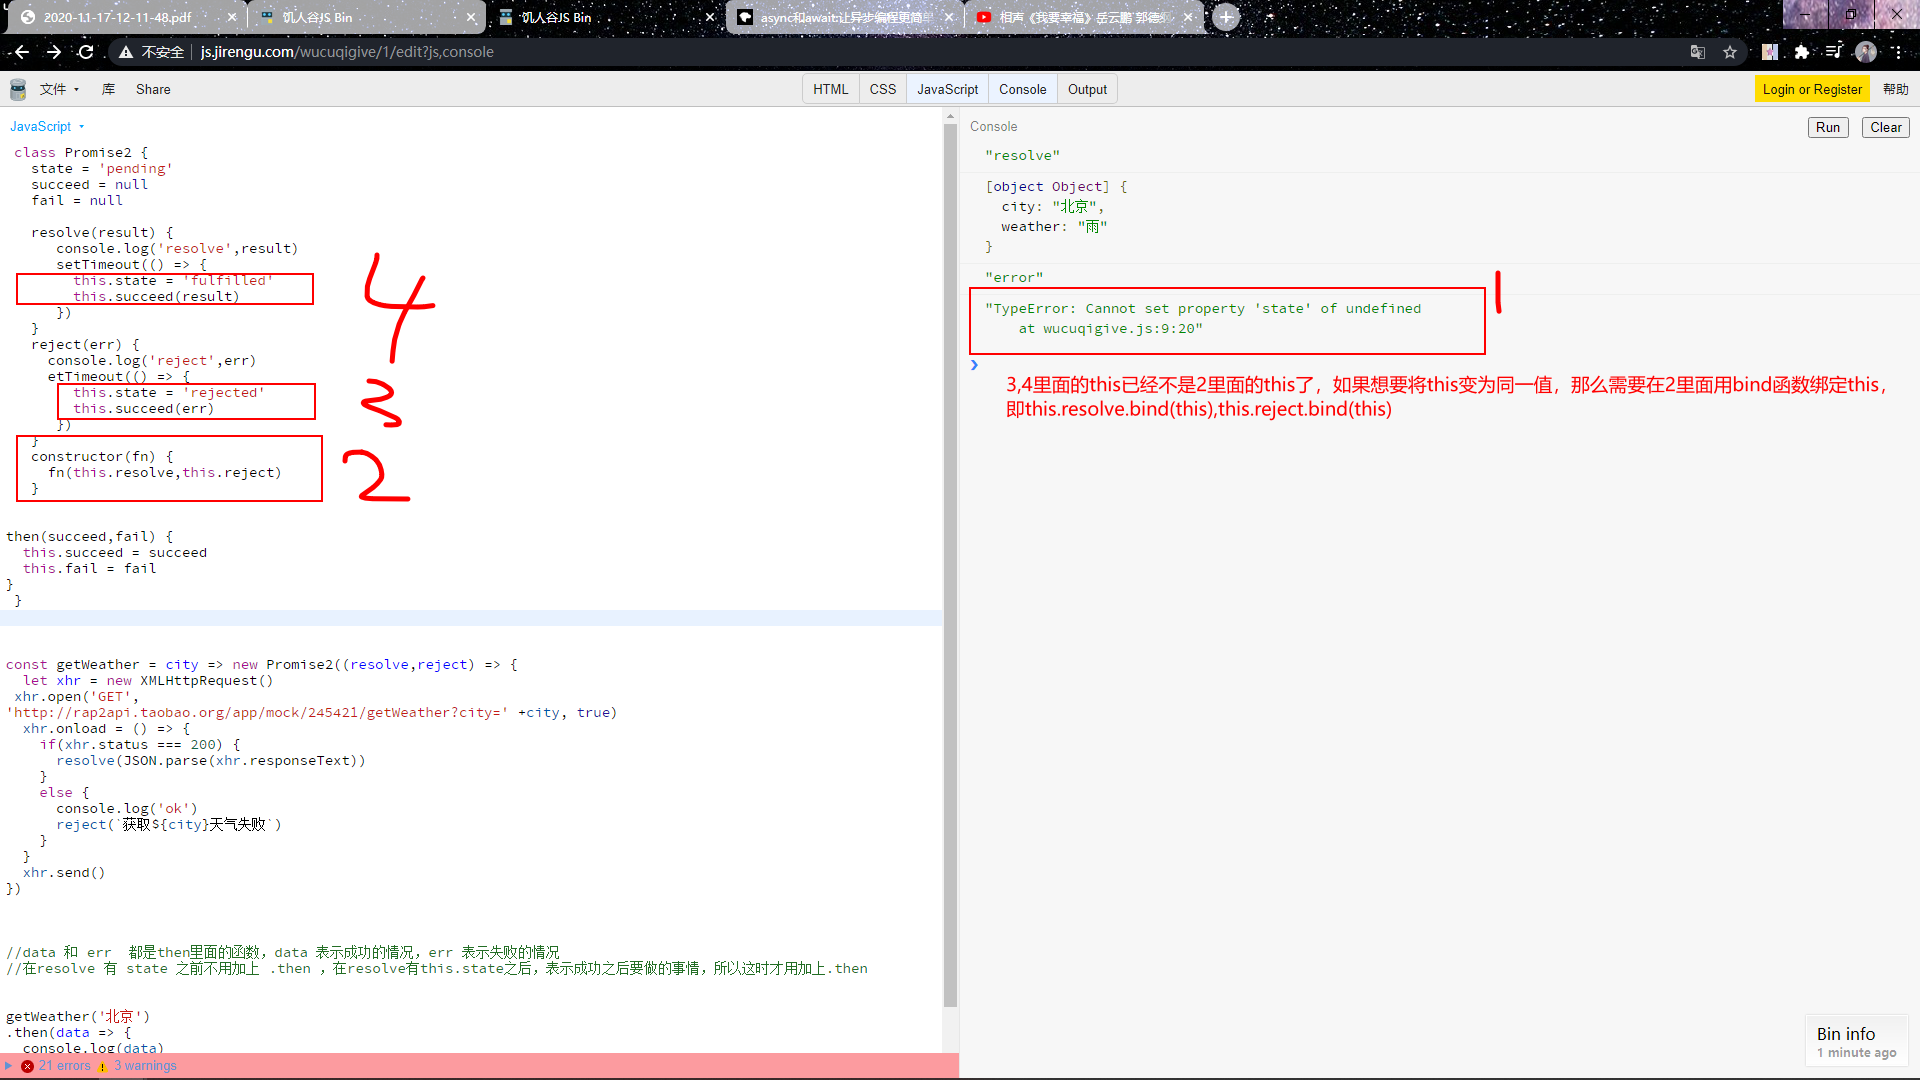 2020-11-17-12-11-48.pdf
饥人谷JS Bin
饥人谷JS Bin
async和await:让异步编程更简单
相声《我要幸福》岳云鹏 郭德纲
不安全 js.jirengu.com/wucuqigive/1/edit?js,console
文件 库 Share HTML CSS JavaScript Console Output Login or Register 帮助
JavaScript
class Promise2 {
state = 'pending'
succeed = null
fail = null
resolve(result) {
console.log('resolve',result)
setTimeout(() => {
this.state = 'fulfilled'
this.succeed(result)
})
}
reject(err) {
console.log('reject',err)
etTimeout(() => {
this.state = 'rejected'
this.succeed(err)
})
}
constructor(fn) {
fn(this.resolve,this.reject)
}
then(succeed,fail) {
this.succeed = succeed
this.fail = fail
}
}
const getWeather = city => new Promise2((resolve,reject) => {
let xhr = new XMLHttpRequest()
xhr.open('GET',
'http://rap2api.taobao.org/app/mock/245421/getWeather?city=' +city, true)
xhr.onload = () => {
if(xhr.status === 200) {
resolve(JSON.parse(xhr.responseText))
}
else {
console.log('ok')
reject(`获取${city}天气失败`)
}
}
xhr.send()
})
//data 和 err 都是then里面的函数，data 表示成功的情况，err 表示失败的情况
//在resolve 有 state 之前不用加上 .then ，在resolve有this.state之后，表示成功之后要做的事情，所以这时才用加上.then
getWeather('北京')
.then(data => {
console.log(data)
21 errors 3 warnings
4
3
2
Console Run Clear
"resolve"
[object Object] {
city: "北京",
weather: "雨"
}
"error"
"TypeError: Cannot set property 'state' of undefined
at wucuqigive.js:9:20"
1
3,4里面的this已经不是2里面的this了，如果想要将this变为同一值，那么需要在2里面用bind函数绑定this，
即this.resolve.bind(this),this.reject.bind(this)
Bin info
1 minute ago